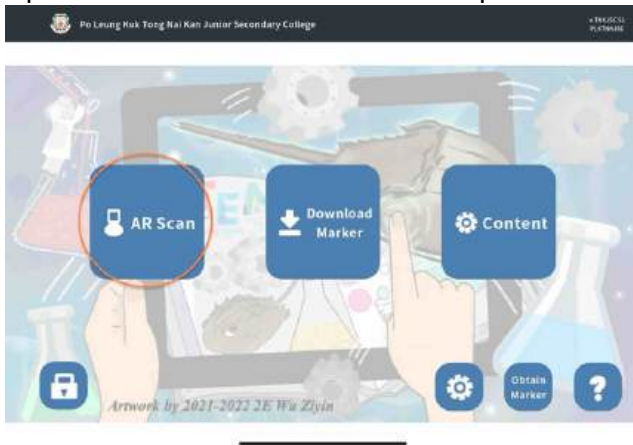 Po Leung Kuk Tong Nai Kan Junior Secondary College
AR Scan
Download
Marker
Content
Obtain
Marker
?
Artwork by 2021-2022 2E Wu Ziyin